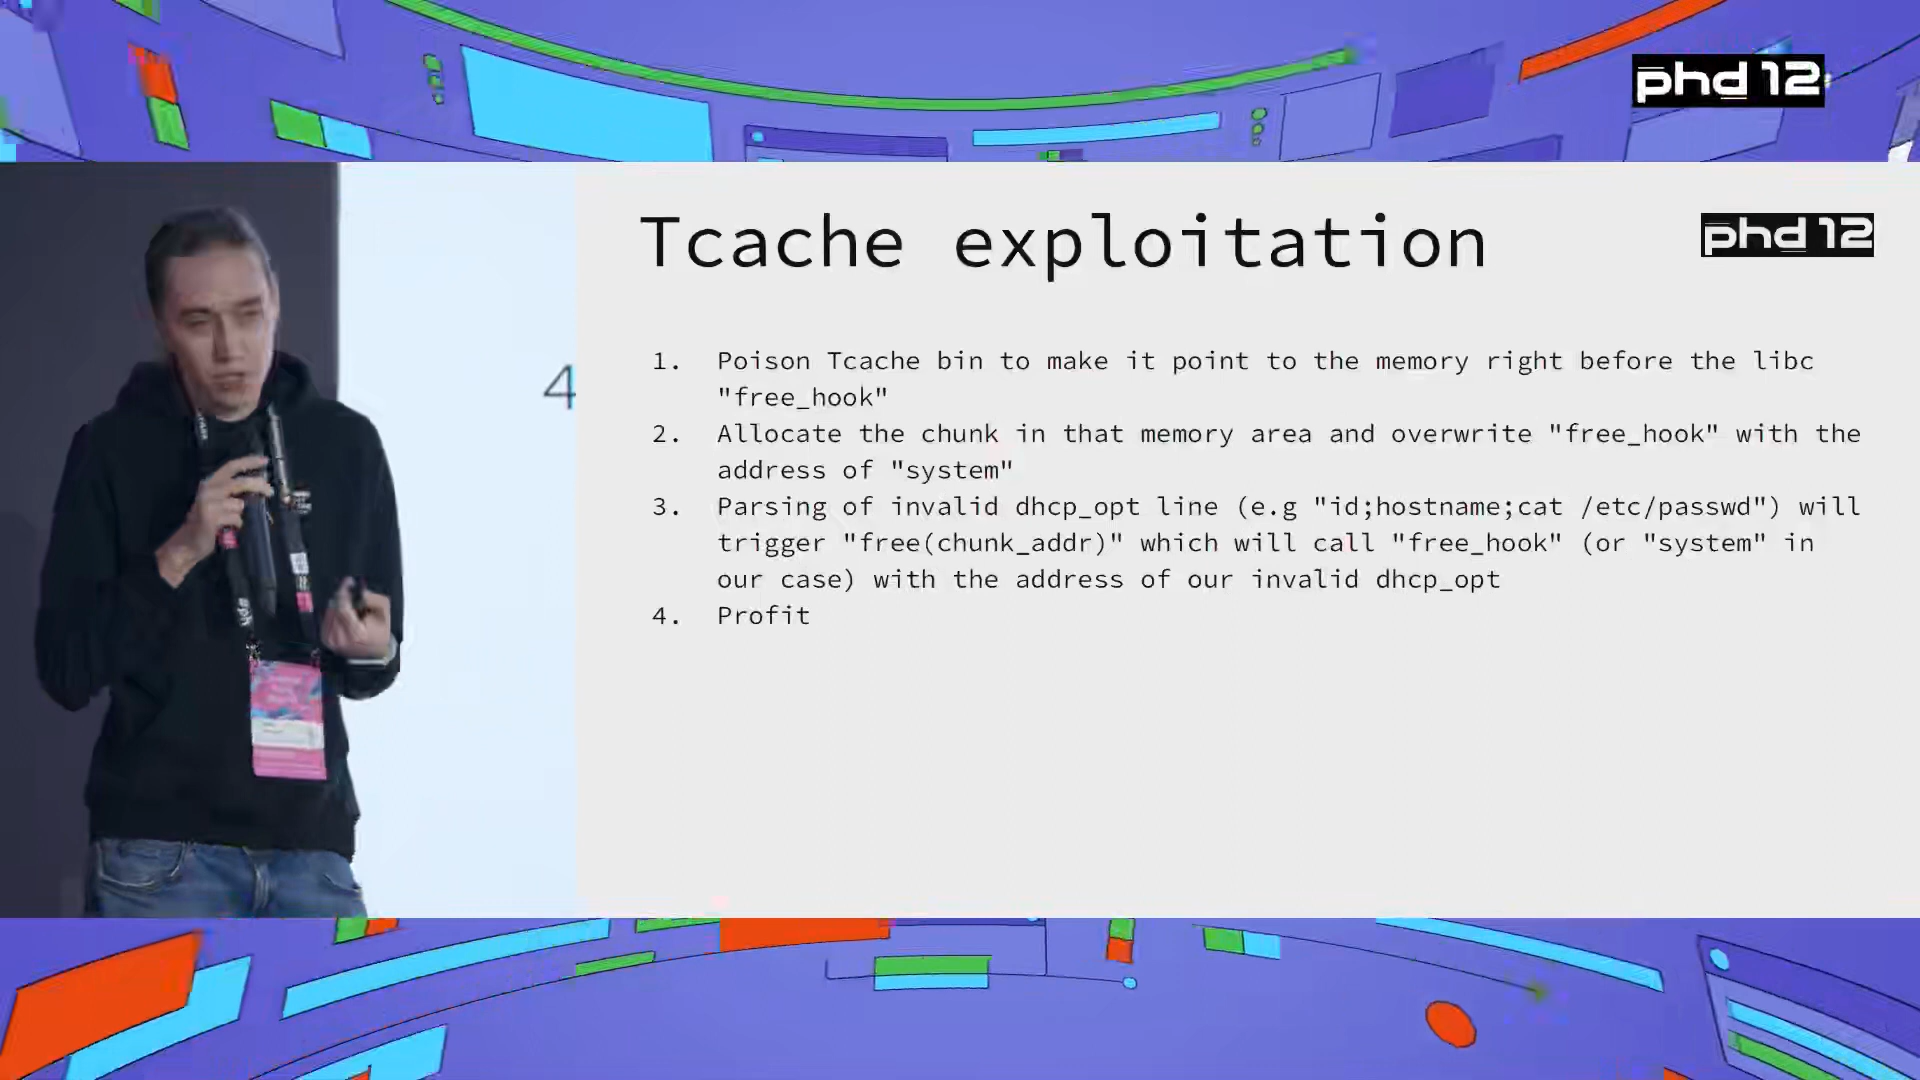 phd 12
Tcache exploitation
phd 12
1. Poison Tcache bin to make it point to the memory right before the libc
"free_hook"
2. Allocate the chunk in that memory area and overwrite "free_hook" with the
address of "system"
3. Parsing of invalid dhcp_opt line (e.g "id;hostname;cat /etc/passwd") will
trigger "free(chunk_addr)" which will call "free_hook" (or "system" in
our case) with the address of our invalid dhcp_opt
4. Profit
4